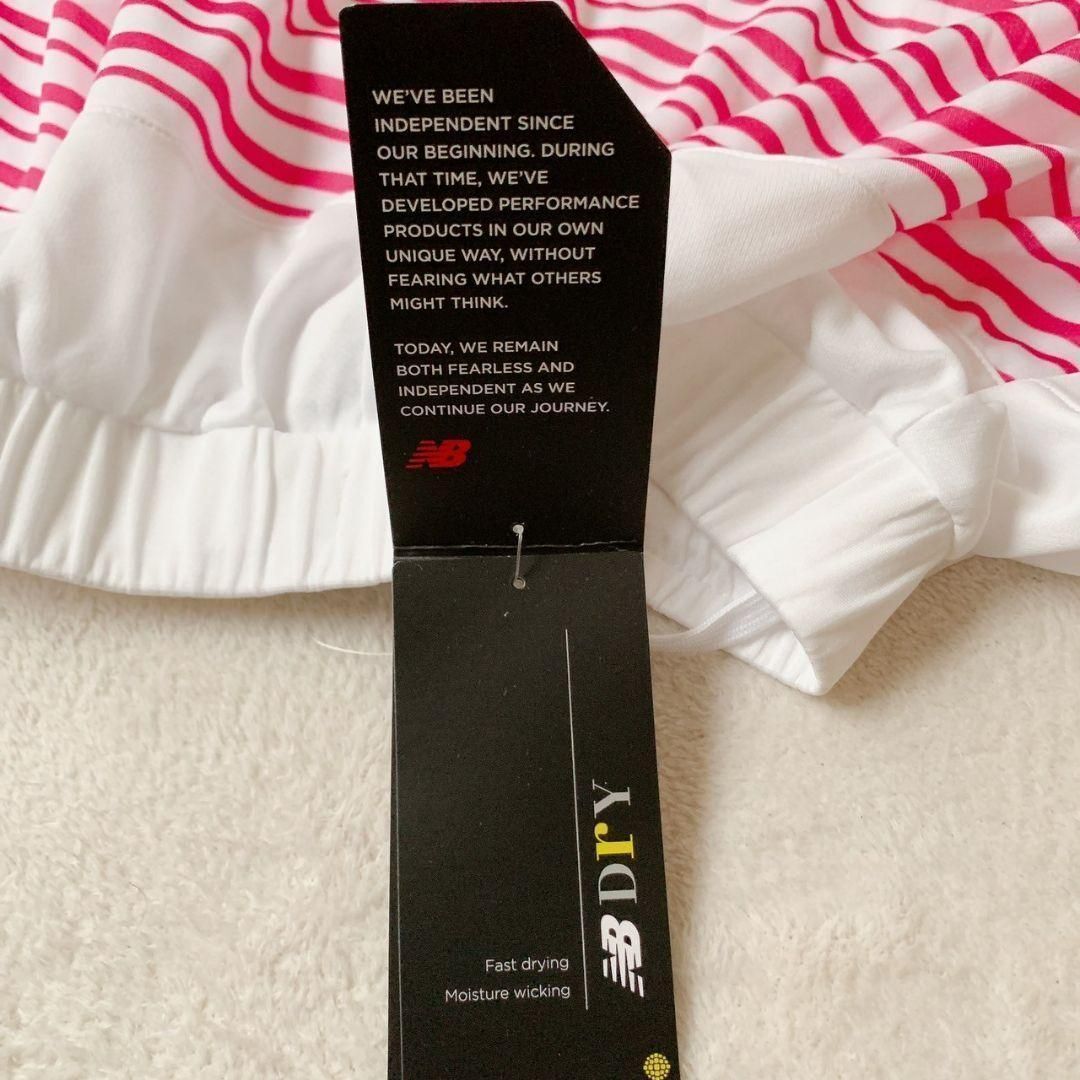 WE'VE BEEN
INDEPENDENT SINCE
OUR BEGINNING. DURING
THAT TIME, WE'VE
DEVELOPED PERFORMANCE
PRODUCTS IN OUR OWN
UNIQUE WAY, WITHOUT
FEARING WHAT OTHERS
MIGHT THINK.
TODAY, WE REMAIN
BOTH FEARLESS AND
INDEPENDENT AS WE
CONTINUE OUR JOURNEY.
NB
NB DrY
Fast drying
Moisture wicking